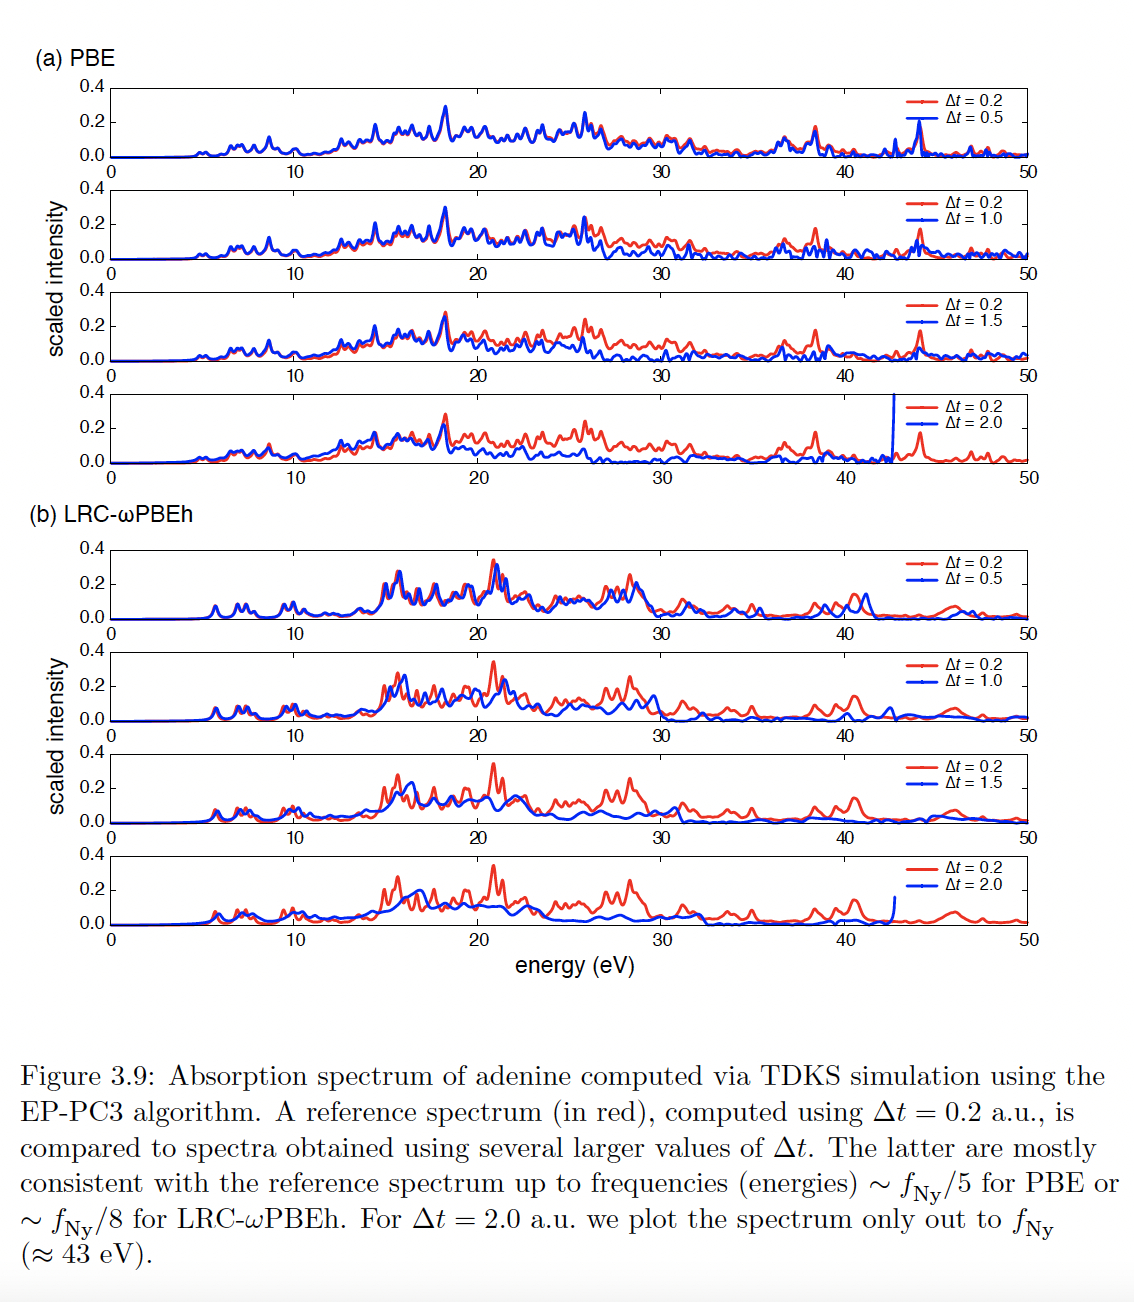 (a) PBE
0.4
0.2
0.0
0 10 20 30 40 50
Δt = 0.2
Δt = 0.5
0.4
0.2
0.0
0 10 20 30 40 50
Δt = 0.2
Δt = 1.0
scaled intensity
0.4
0.2
0.0
0 10 20 30 40 50
Δt = 0.2
Δt = 1.5
0.4
0.2
0.0
0 10 20 30 40 50
Δt = 0.2
Δt = 2.0
(b) LRC-ωPBEh
0.4
0.2
0.0
0 10 20 30 40 50
Δt = 0.2
Δt = 0.5
0.4
0.2
0.0
0 10 20 30 40 50
Δt = 0.2
Δt = 1.0
scaled intensity
0.4
0.2
0.0
0 10 20 30 40 50
Δt = 0.2
Δt = 1.5
0.4
0.2
0.0
0 10 20 30 40 50
Δt = 0.2
Δt = 2.0
energy (eV)
Figure 3.9: Absorption spectrum of adenine computed via TDKS simulation using the
EP-PC3 algorithm. A reference spectrum (in red), computed using Δt = 0.2 a.u., is
compared to spectra obtained using several larger values of Δt. The latter are mostly
consistent with the reference spectrum up to frequencies (energies) ∼ f_Ny/5 for PBE or
∼ f_Ny/8 for LRC-ωPBEh. For Δt = 2.0 a.u. we plot the spectrum only out to f_Ny
(≈ 43 eV).